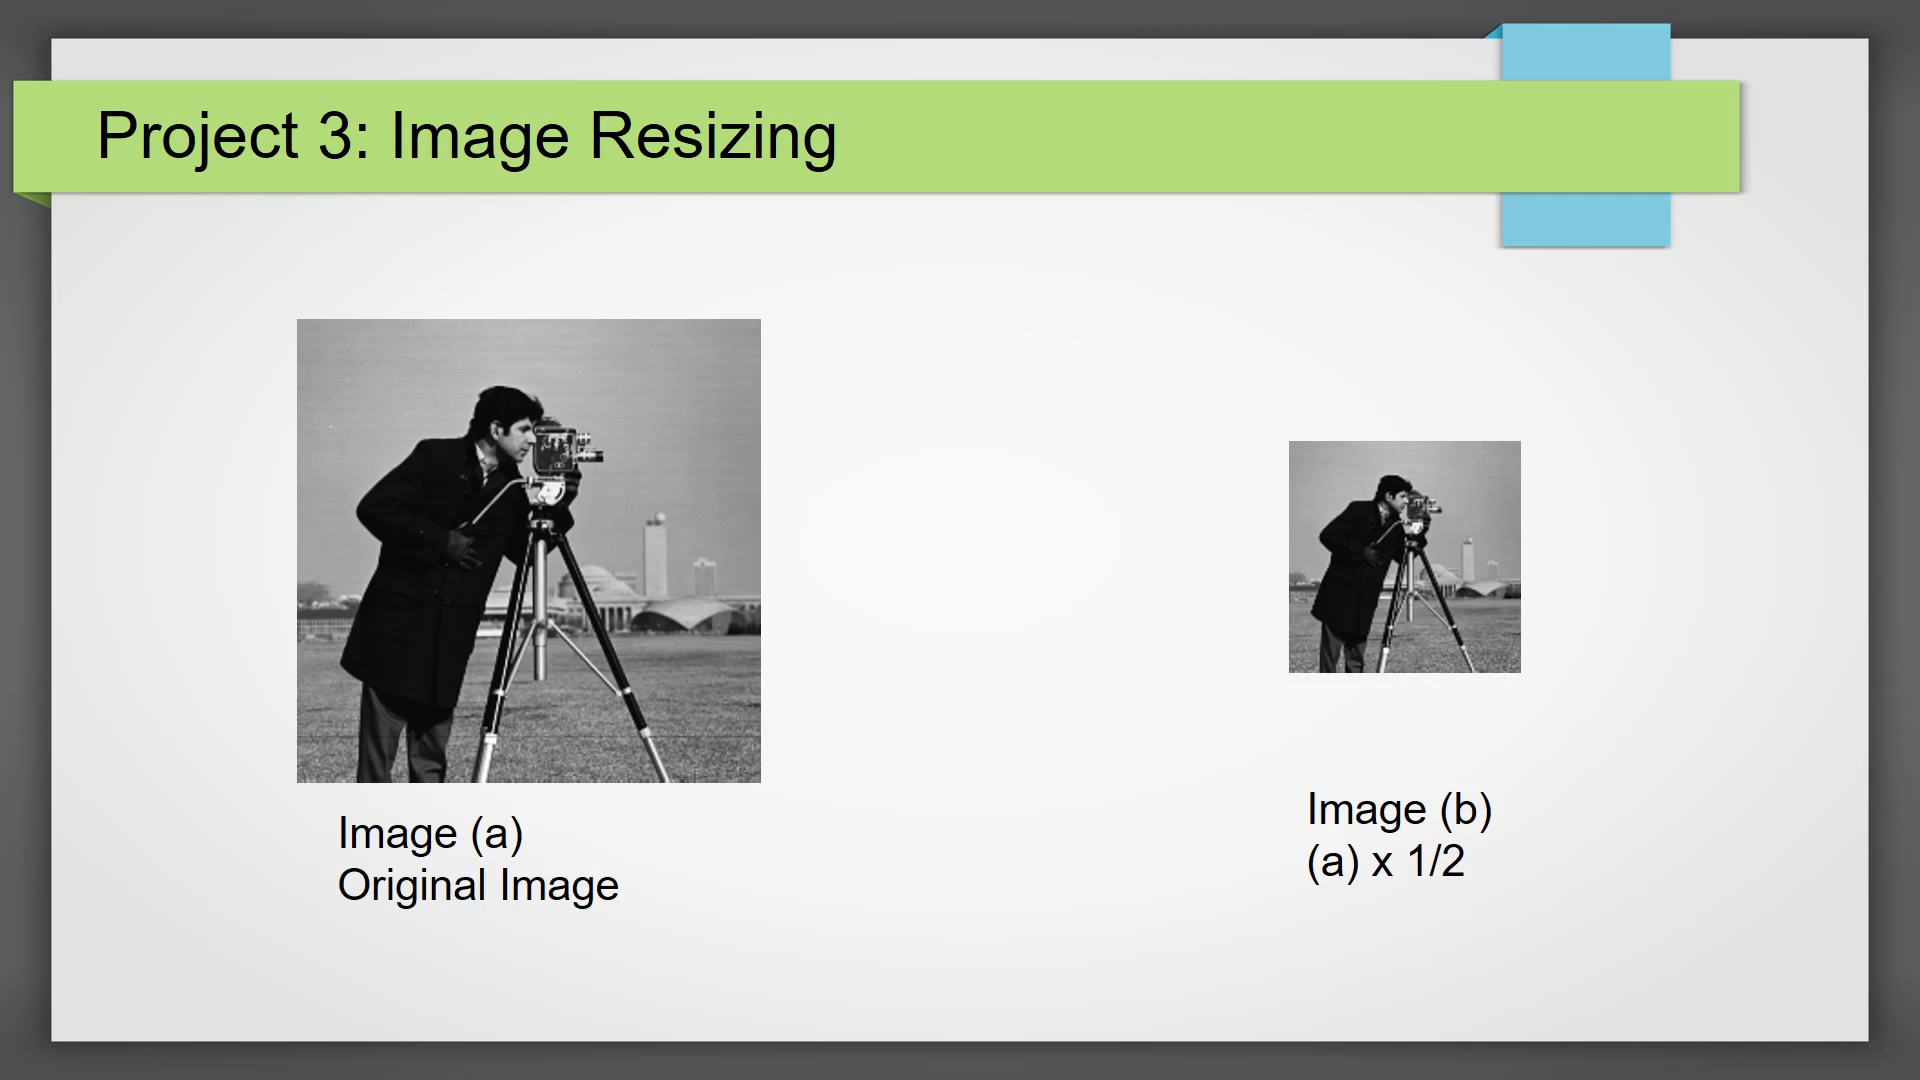 Project 3: Image Resizing
Image (a)
Original Image
Image (b)
(a) x 1/2